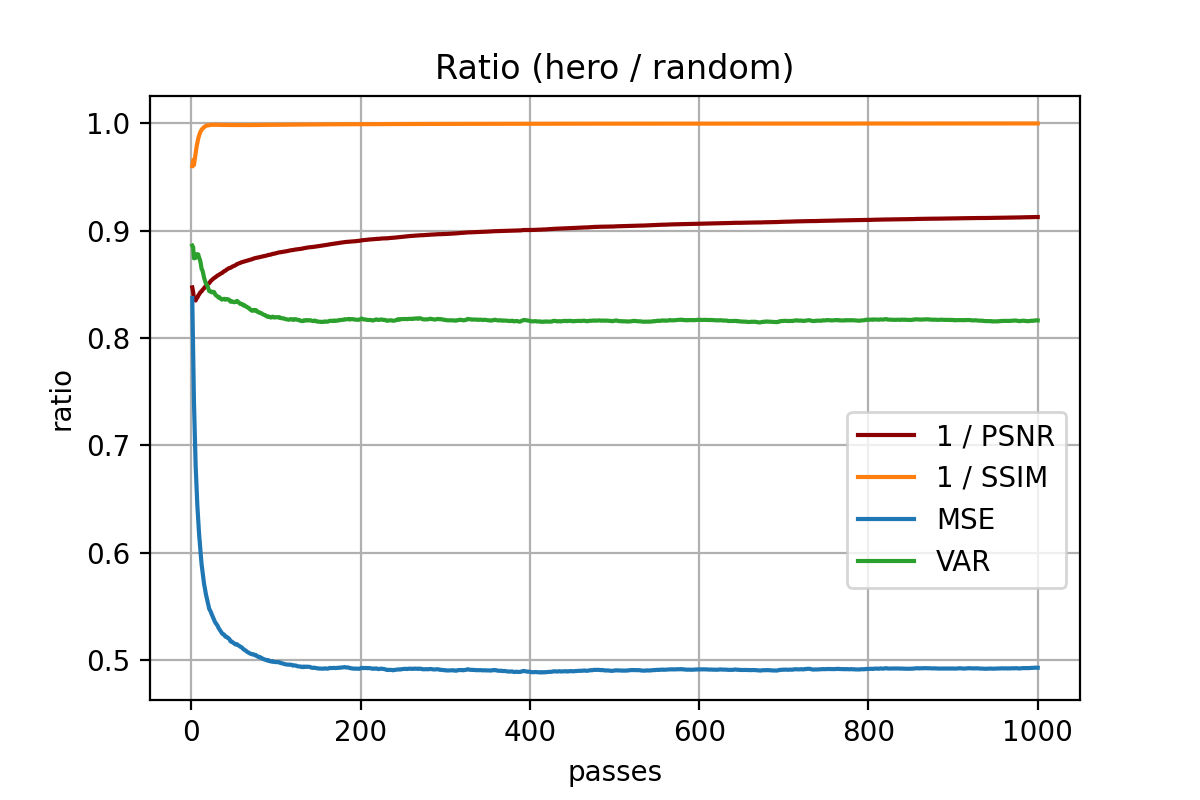 Ratio (hero / random)
1.0
0.9
0.8
0.7
0.6
0.5
ratio
1 / PSNR
1 / SSIM
MSE
VAR
0 200 400 600 800 1000
passes